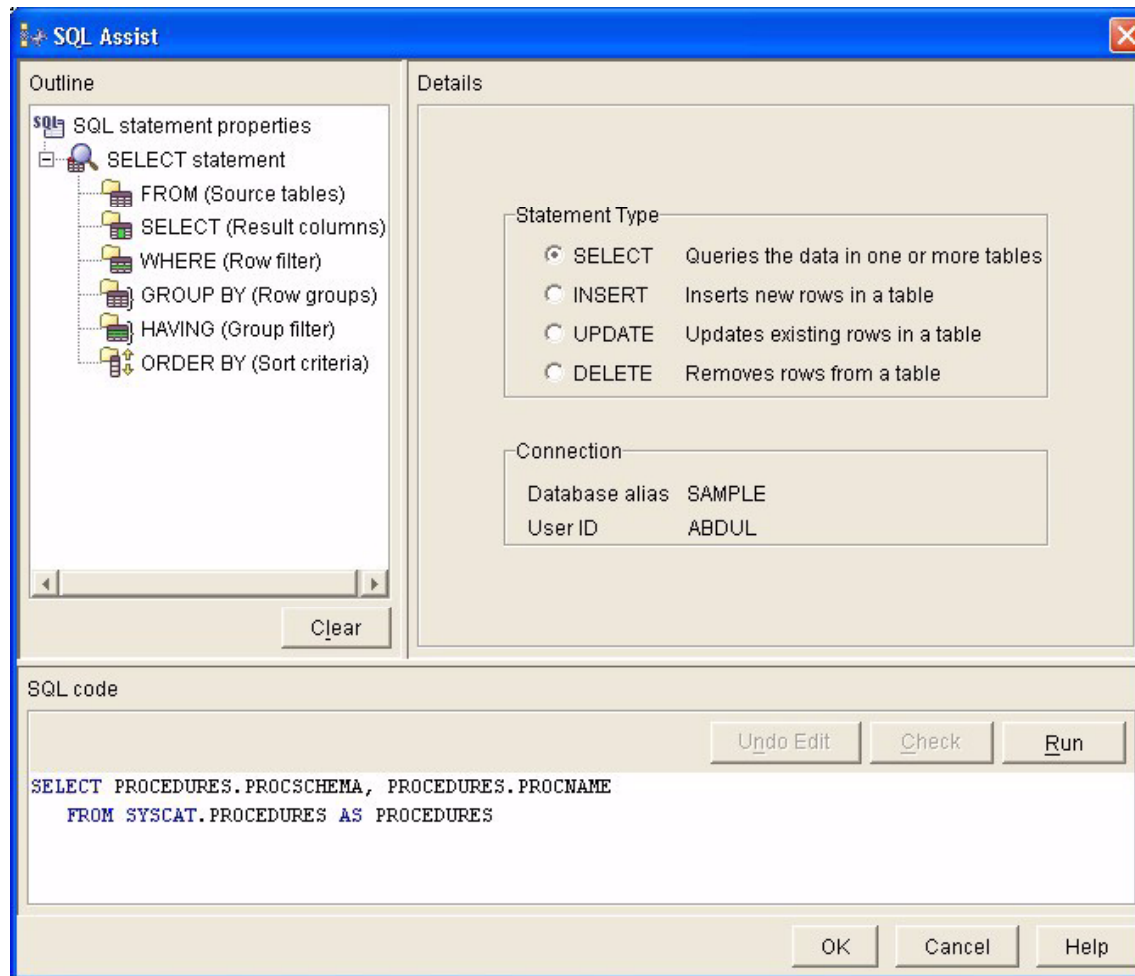 SQL Assist
Outline
SQL SQL statement properties
SELECT statement
FROM (Source tables)
SELECT (Result columns)
WHERE (Row filter)
GROUP BY (Row groups)
HAVING (Group filter)
ORDER BY (Sort criteria)
Clear
Details
Statement Type
SELECT Queries the data in one or more tables
INSERT Inserts new rows in a table
UPDATE Updates existing rows in a table
DELETE Removes rows from a table
Connection
Database alias SAMPLE
User ID ABDUL
SQL code
Undo Edit Check Run
SELECT PROCEDURES.PROCSCHEMA, PROCEDURES.PROCNAME
FROM SYSCAT.PROCEDURES AS PROCEDURES
OK Cancel Help